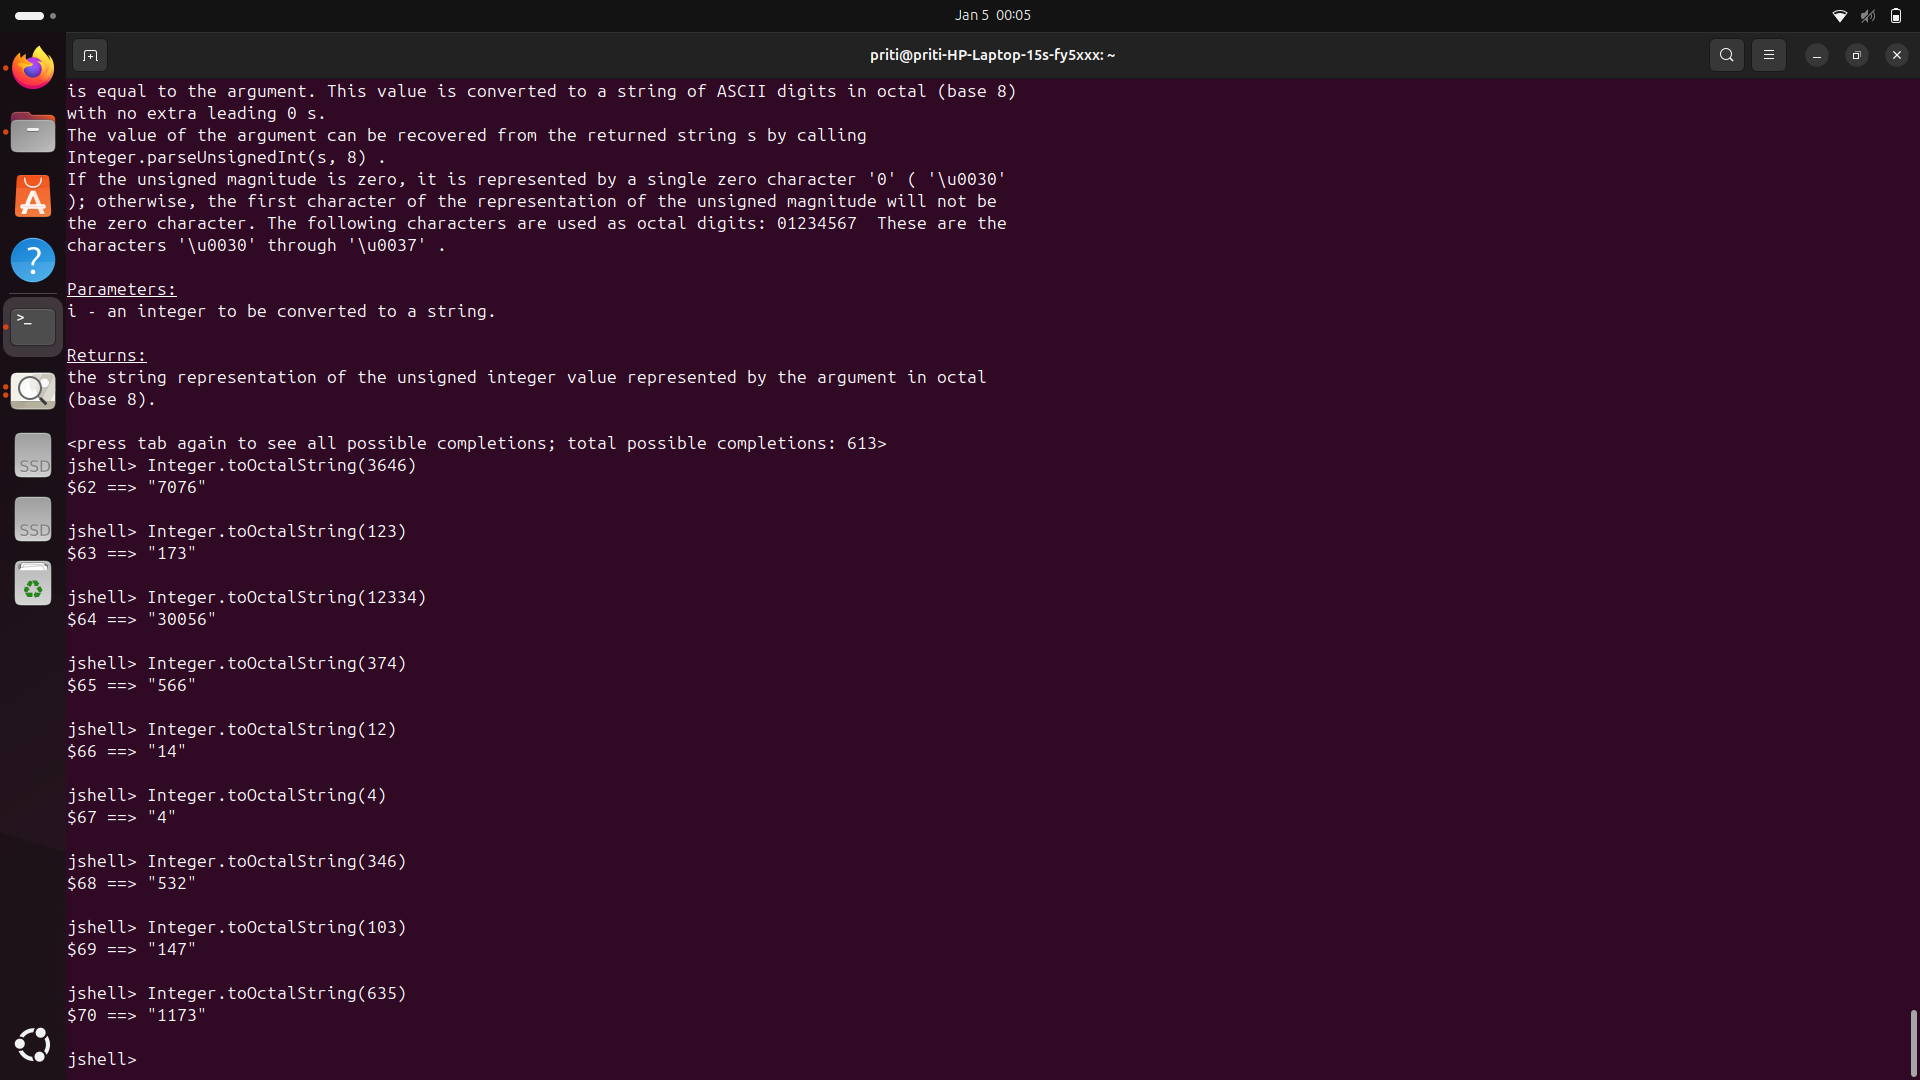 Jan 5 00:05
priti@priti-HP-Laptop-15s-fy5xxx: ~
is equal to the argument. This value is converted to a string of ASCII digits in octal (base 8)
with no extra leading 0 s.
The value of the argument can be recovered from the returned string s by calling
Integer.parseUnsignedInt(s, 8) .
If the unsigned magnitude is zero, it is represented by a single zero character '0' ( '\u0030'
); otherwise, the first character of the representation of the unsigned magnitude will not be
the zero character. The following characters are used as octal digits: 01234567  These are the
characters '\u0030' through '\u0037' .
Parameters:
i - an integer to be converted to a string.
Returns:
the string representation of the unsigned integer value represented by the argument in octal
(base 8).
<press tab again to see all possible completions; total possible completions: 613>
jshell> Integer.toOctalString(3646)
$62 ==> "7076"
jshell> Integer.toOctalString(123)
$63 ==> "173"
jshell> Integer.toOctalString(12334)
$64 ==> "30056"
jshell> Integer.toOctalString(374)
$65 ==> "566"
jshell> Integer.toOctalString(12)
$66 ==> "14"
jshell> Integer.toOctalString(4)
$67 ==> "4"
jshell> Integer.toOctalString(346)
$68 ==> "532"
jshell> Integer.toOctalString(103)
$69 ==> "147"
jshell> Integer.toOctalString(635)
$70 ==> "1173"
jshell>
SSD
SSD